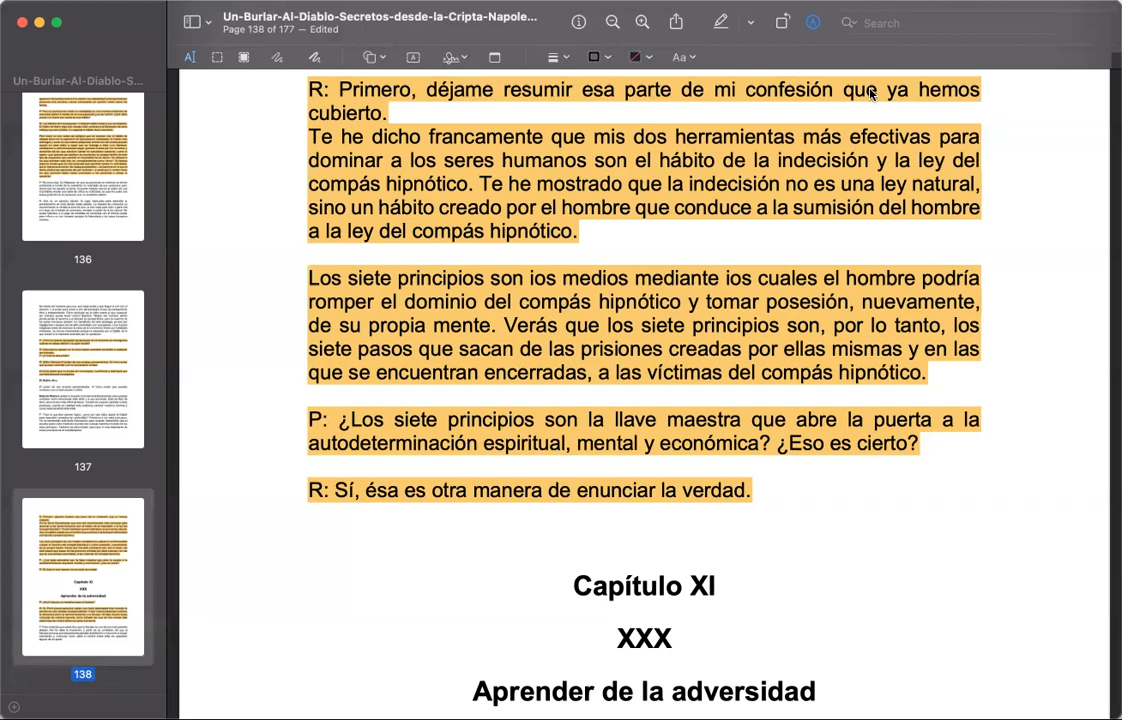 Un-Burlar-Al-Diablo-Secretos-desde-la-Cripta-Napole...
Page 138 of 177 — Edited
Search
Aa
Un-Burlar-Al-Diablo-S...
136
137
138
R: Primero, déjame resumir esa parte de mi confesión que ya hemos
cubierto.
Te he dicho francamente que mis dos herramientas más efectivas para
dominar a los seres humanos son el hábito de la indecisión y la ley del
compás hipnótico. Te he mostrado que la indecisión no es una ley natural,
sino un hábito creado por el hombre que conduce a la sumisión del hombre
a la ley del compás hipnótico.
Los siete principios son ios medios mediante ios cuales el hombre podría
romper el dominio del compás hipnótico y tomar posesión, nuevamente,
de su propia mente. Verás que los siete principios son, por lo tanto, los
siete pasos que sacan de las prisiones creadas por ellas mismas y en las
que se encuentran encerradas, a las víctimas del compás hipnótico.
P: ¿Los siete principos son la llave maestra que abre la puerta a la
autodeterminación espiritual, mental y económica? ¿Eso es cierto?
R: Sí, ésa es otra manera de enunciar la verdad.
Capítulo XI
XXX
Aprender de la adversidad